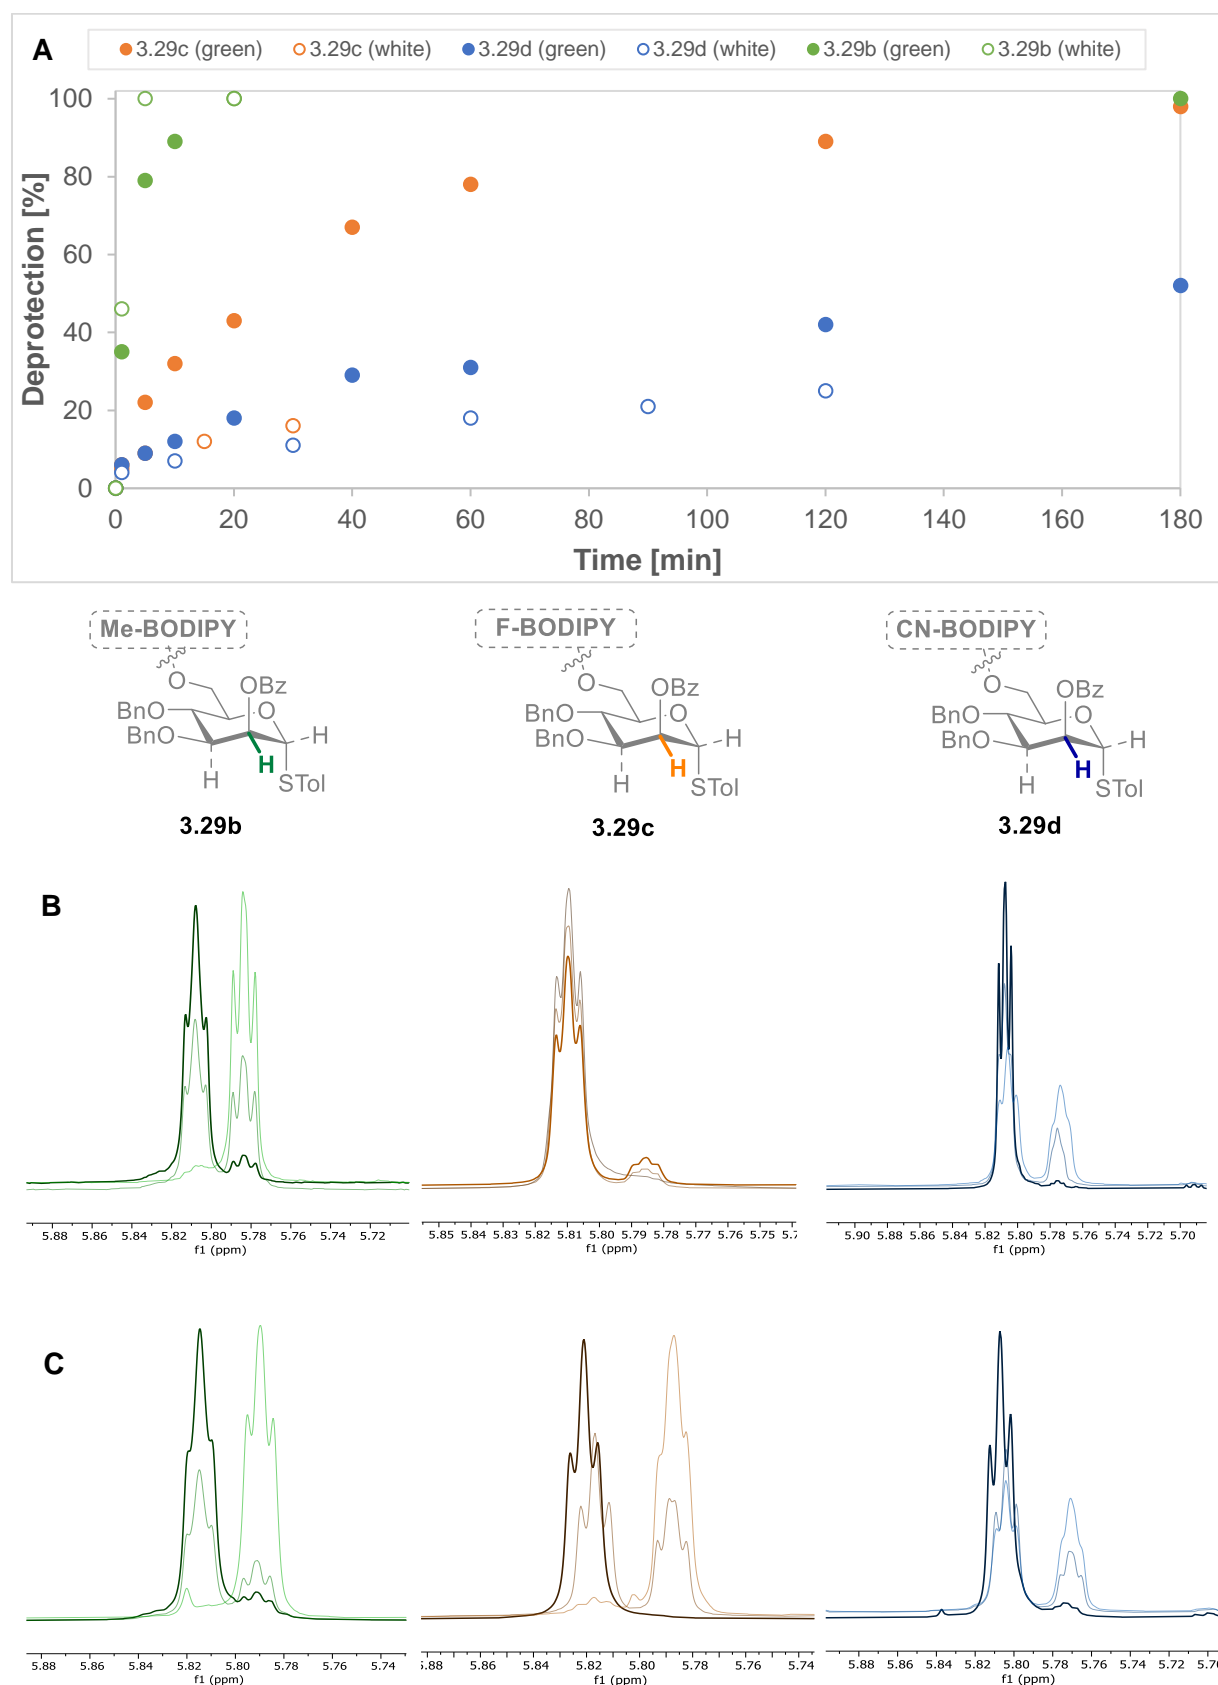 A
3.29c (green) 3.29c (white) 3.29d (green) 3.29d (white) 3.29b (green) 3.29b (white)
Deprotection [%]
100
80
60
40
20
0
0 20 40 60 80 100 120 140 160 180
Time [min]
Me-BODIPY F-BODIPY CN-BODIPY
O OBz O OBz O OBz
BnO O BnO O BnO O
BnO H BnO H BnO H
H H STol H H STol H H STol
3.29b 3.29c 3.29d
B
5.88 5.86 5.84 5.82 5.80 5.78 5.76 5.74 5.72
f1 (ppm)
5.85 5.84 5.83 5.82 5.81 5.80 5.79 5.78 5.77 5.76 5.75 5.7
f1 (ppm)
5.90 5.88 5.86 5.84 5.82 5.80 5.78 5.76 5.74 5.72 5.70
f1 (ppm)
C
5.88 5.86 5.84 5.82 5.80 5.78 5.76 5.74
f1 (ppm)
5.88 5.86 5.84 5.82 5.80 5.78 5.76 5.74
f1 (ppm)
5.88 5.86 5.84 5.82 5.80 5.78 5.76 5.74 5.72 5.70
f1 (ppm)